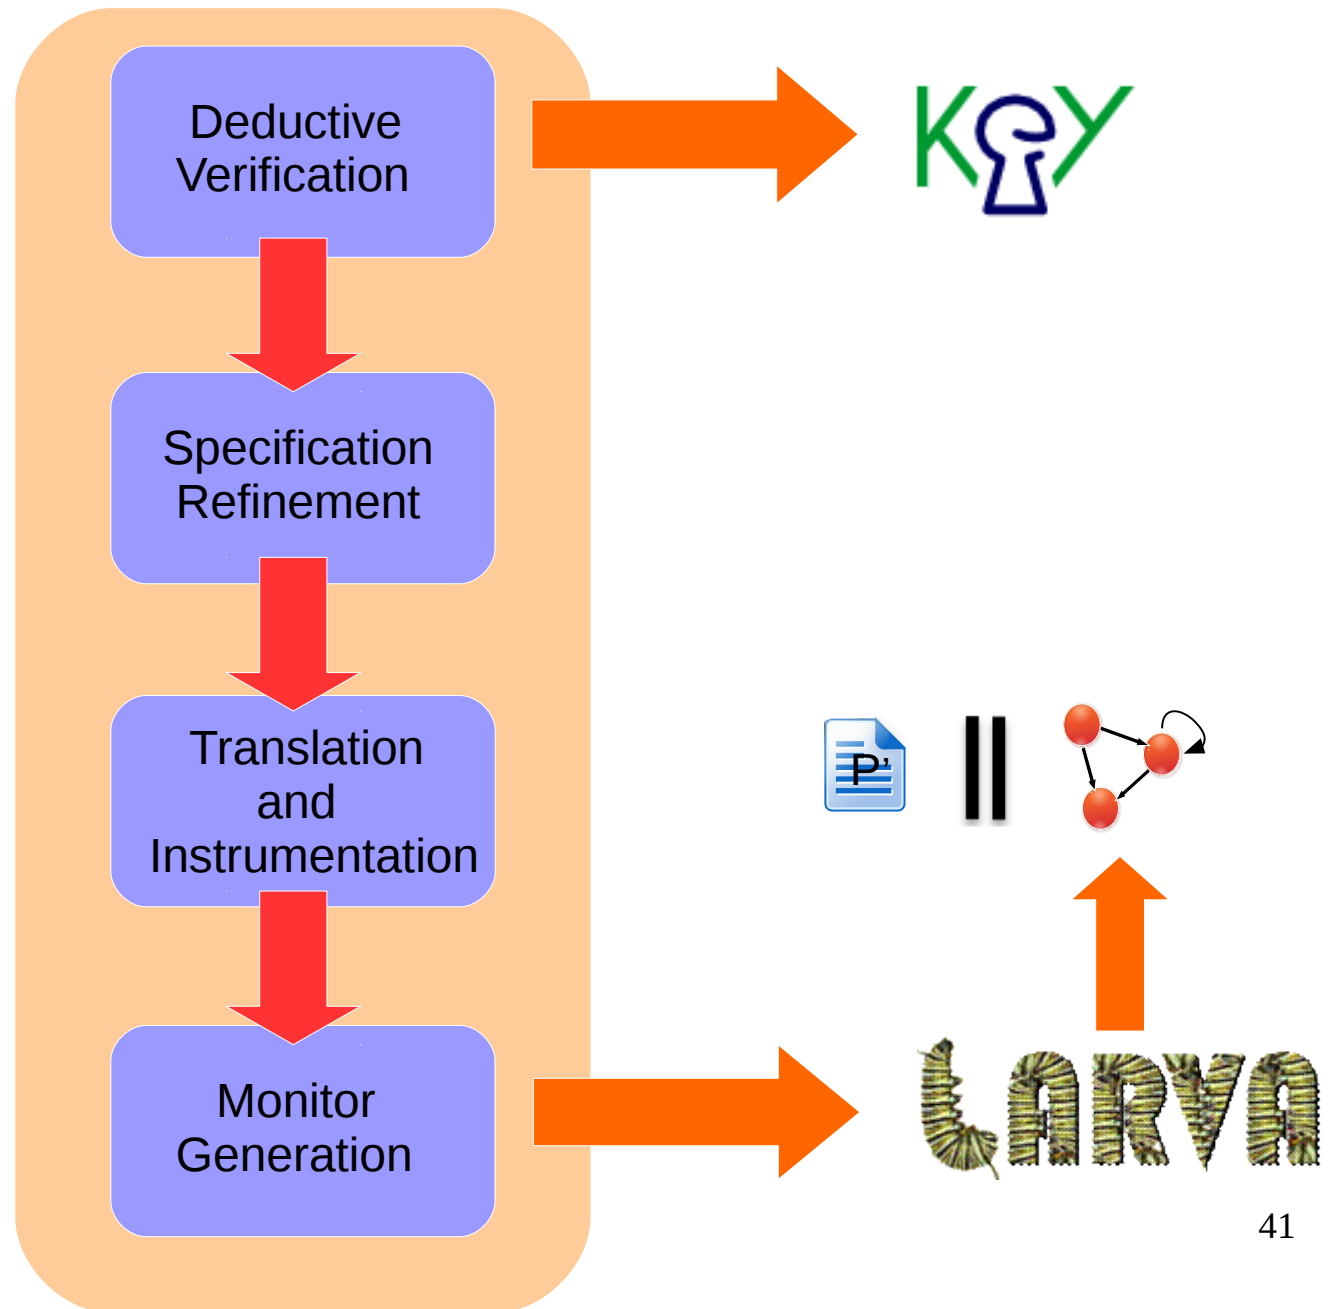 Deductive
Verification
KeY
Specification
Refinement
Translation
and
Instrumentation
P'
Monitor
Generation
LARVA
41